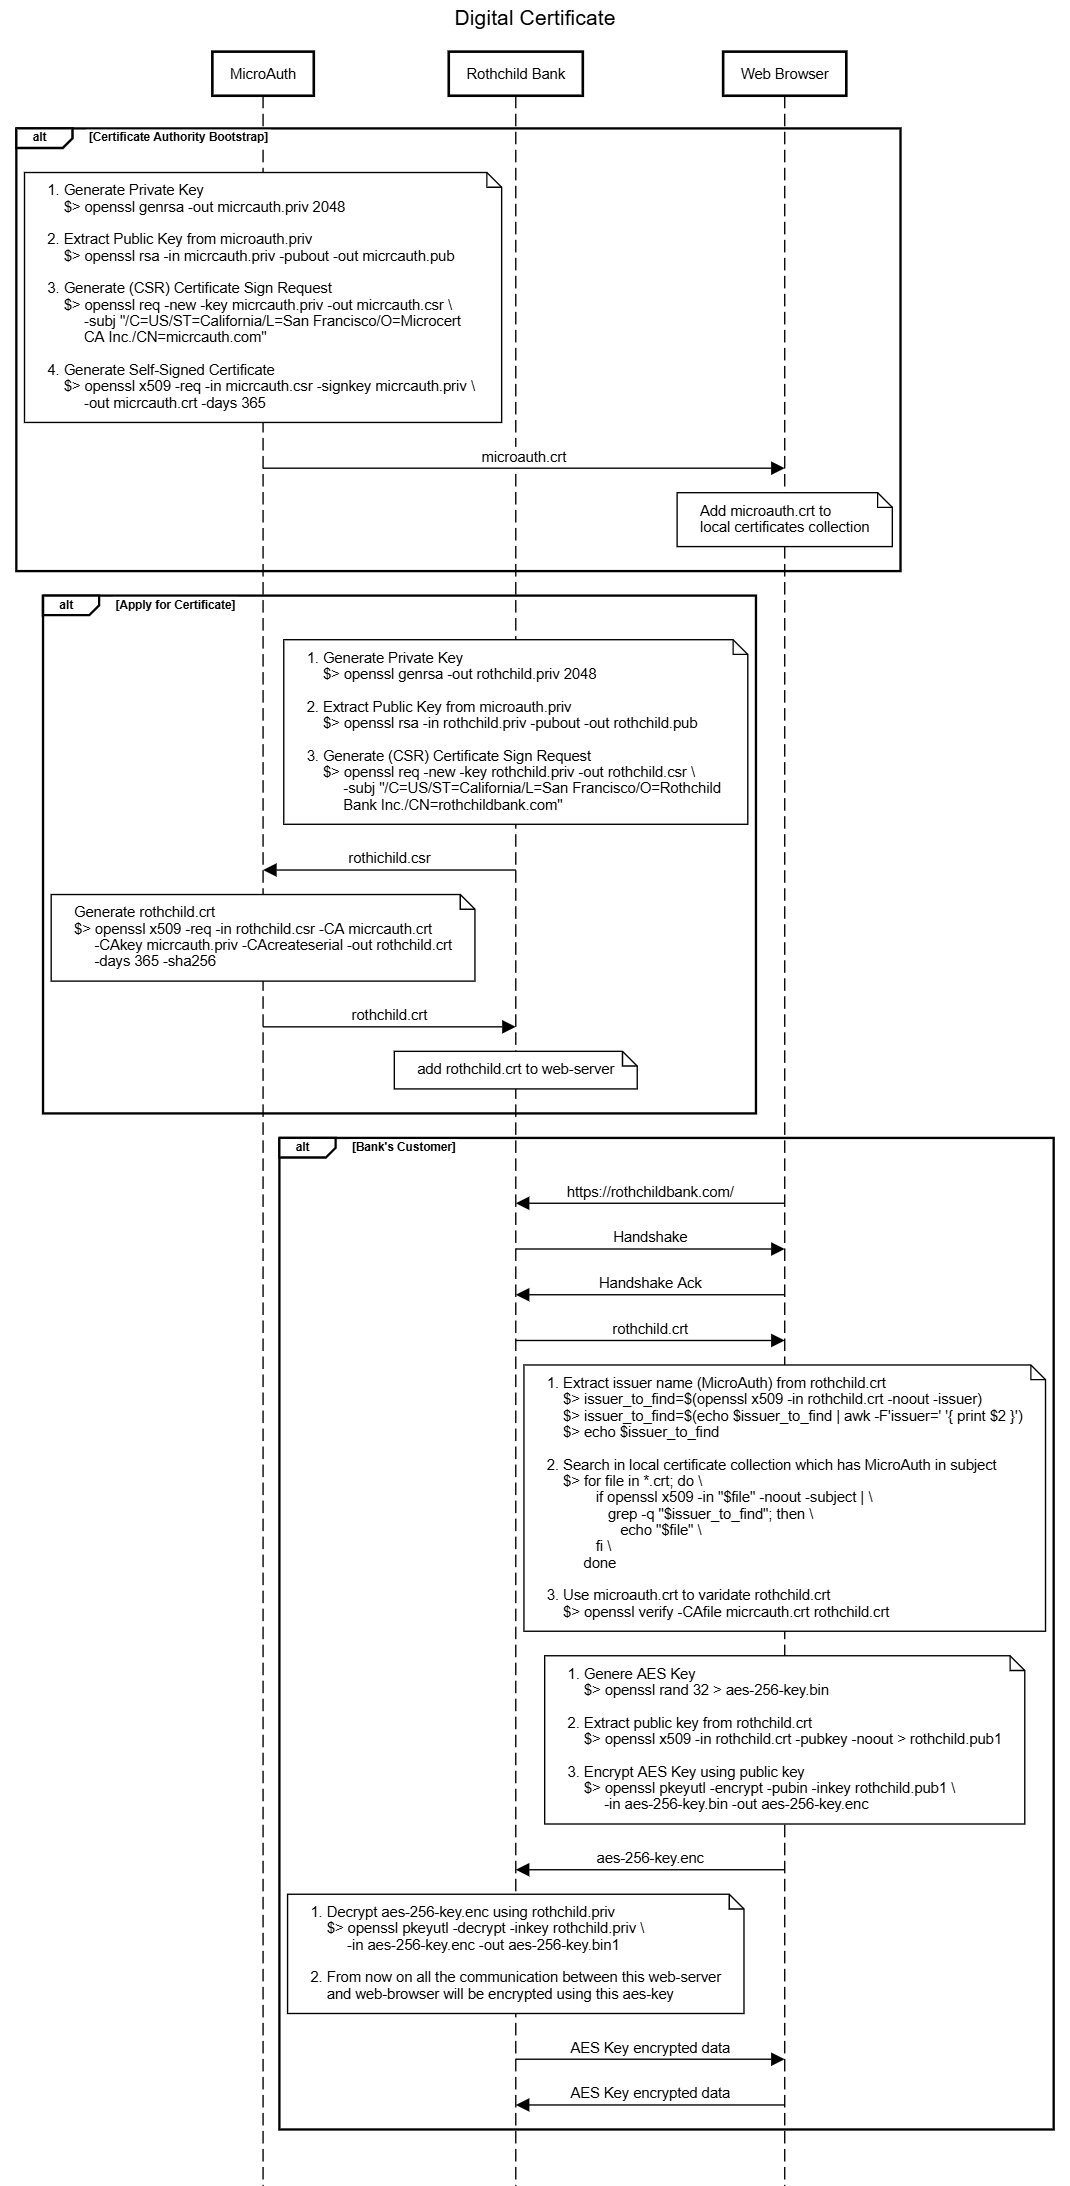 Digital Certificate
MicroAuth
Rothchild Bank
Web Browser
alt
[Certificate Authority Bootstrap]
1. Generate Private Key
$> openssl genrsa -out micrcauth.priv 2048
2. Extract Public Key from microauth.priv
$> openssl rsa -in micrcauth.priv -pubout -out micrcauth.pub
3. Generate (CSR) Certificate Sign Request
$> openssl req -new -key micrcauth.priv -out micrcauth.csr \
-subj "/C=US/ST=California/L=San Francisco/O=Microcert
CA Inc./CN=micrcauth.com"
4. Generate Self-Signed Certificate
$> openssl x509 -req -in micrcauth.csr -signkey micrcauth.priv \
-out micrcauth.crt -days 365
microauth.crt
Add microauth.crt to
local certificates collection
alt
[Apply for Certificate]
1. Generate Private Key
$> openssl genrsa -out rothchild.priv 2048
2. Extract Public Key from microauth.priv
$> openssl rsa -in rothchild.priv -pubout -out rothchild.pub
3. Generate (CSR) Certificate Sign Request
$> openssl req -new -key rothchild.priv -out rothchild.csr \
-subj "/C=US/ST=California/L=San Francisco/O=Rothchild
Bank Inc./CN=rothchildbank.com"
rothichild.csr
Generate rothchild.crt
$> openssl x509 -req -in rothchild.csr -CA micrcauth.crt
-CAkey micrcauth.priv -CAcreateserial -out rothchild.crt
-days 365 -sha256
rothchild.crt
add rothchild.crt to web-server
alt
[Bank's Customer]
https://rothchildbank.com/
Handshake
Handshake Ack
rothchild.crt
1. Extract issuer name (MicroAuth) from rothchild.crt
$> issuer_to_find=$(openssl x509 -in rothchild.crt -noout -issuer)
$> issuer_to_find=$(echo $issuer_to_find | awk -F'issuer=' '{ print $2 }')
$> echo $issuer_to_find
2. Search in local certificate collection which has MicroAuth in subject
$> for file in *.crt; do \
if openssl x509 -in "$file" -noout -subject | \
grep -q "$issuer_to_find"; then \
echo "$file" \
fi \
done
3. Use microauth.crt to varidate rothchild.crt
$> openssl verify -CAfile micrcauth.crt rothchild.crt
1. Genere AES Key
$> openssl rand 32 > aes-256-key.bin
2. Extract public key from rothchild.crt
$> openssl x509 -in rothchild.crt -pubkey -noout > rothchild.pub1
3. Encrypt AES Key using public key
$> openssl pkeyutl -encrypt -pubin -inkey rothchild.pub1 \
-in aes-256-key.bin -out aes-256-key.enc
aes-256-key.enc
1. Decrypt aes-256-key.enc using rothchild.priv
$> openssl pkeyutl -decrypt -inkey rothchild.priv \
-in aes-256-key.enc -out aes-256-key.bin1
2. From now on all the communication between this web-server
and web-browser will be encrypted using this aes-key
AES Key encrypted data
AES Key encrypted data